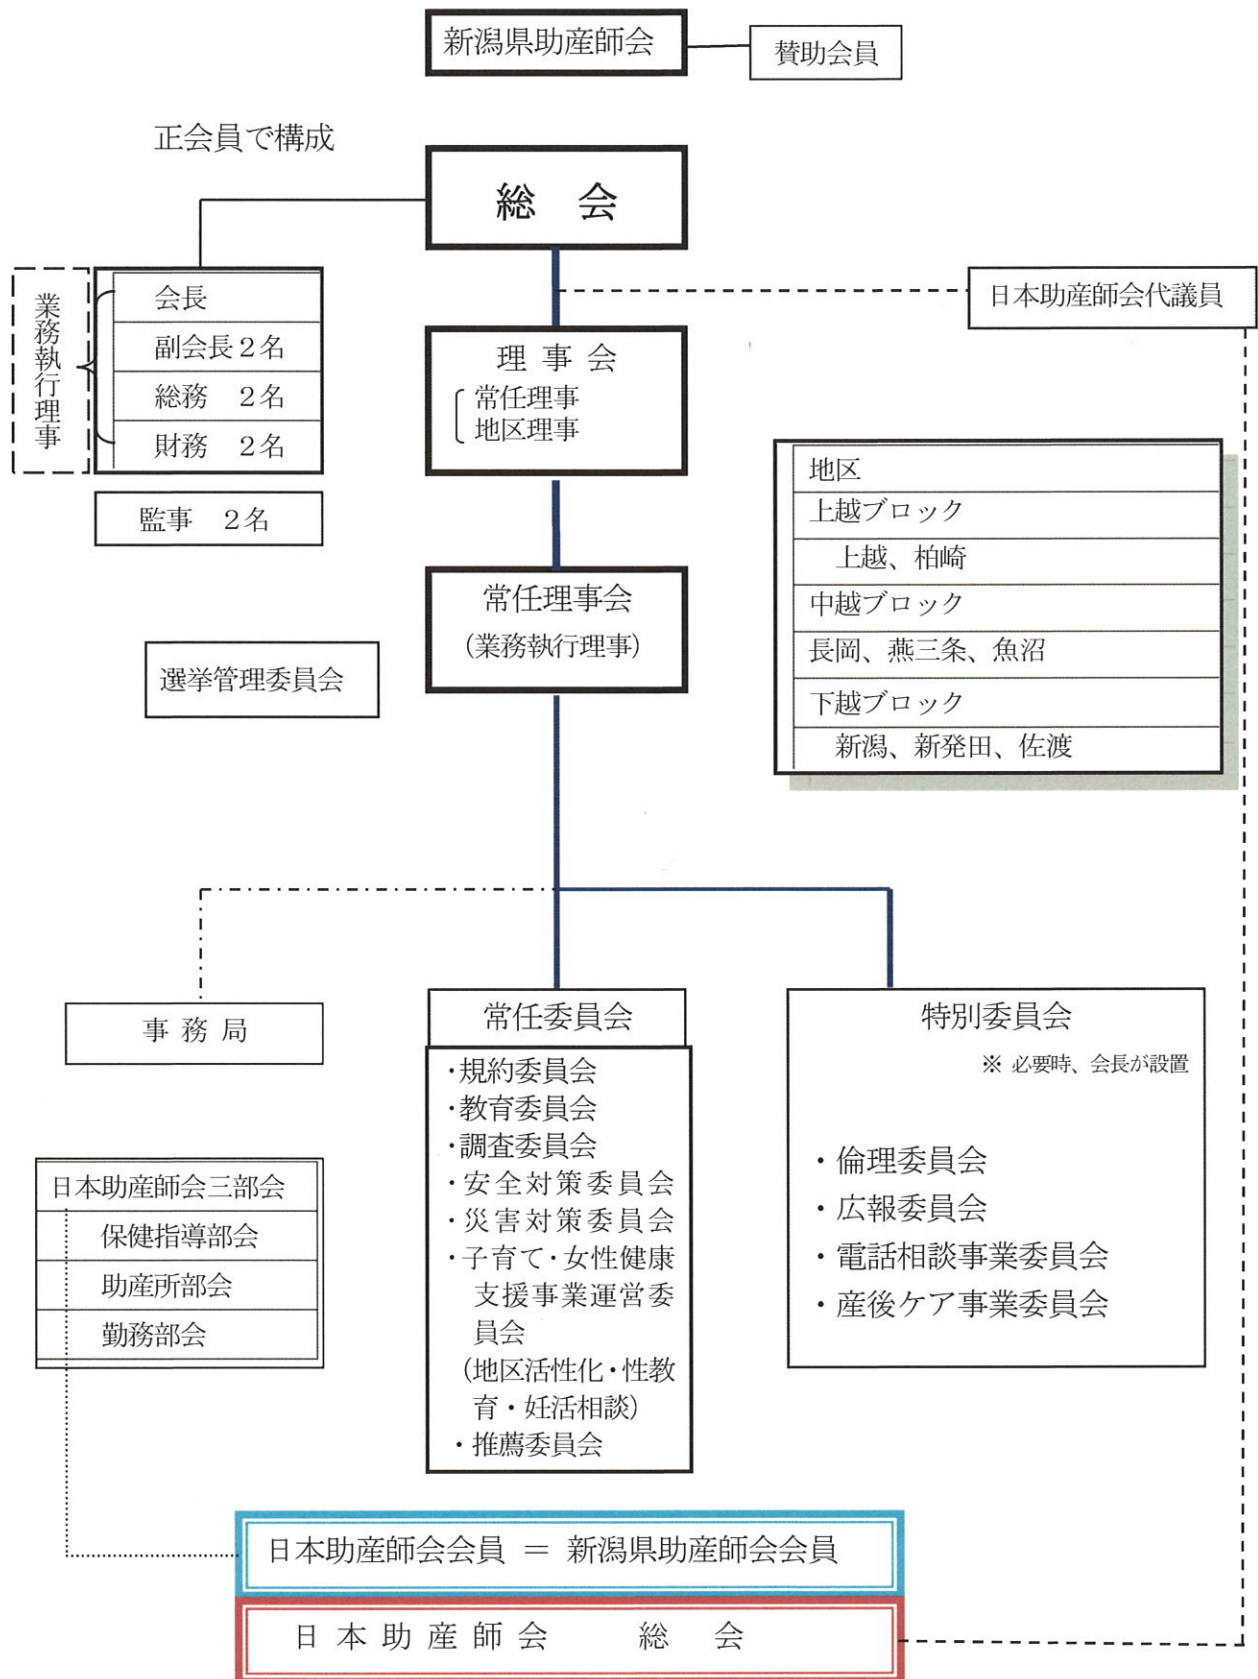 新潟県助産師会
賛助会員
正会員で構成
総　会
業務執行理事
会長
副会長２名
総務　２名
財務　２名
監事　２名
日本助産師会代議員
理 事 会
常任理事
地区理事
地区
上越ブロック
上越、柏崎
中越ブロック
長岡、燕三条、魚沼
下越ブロック
新潟、新発田、佐渡
常任理事会
（業務執行理事）
選挙管理委員会
事 務 局
常任委員会
・規約委員会
・教育委員会
・調査委員会
・安全対策委員会
・災害対策委員会
・子育て・女性健康
支援事業運営委
員会
（地区活性化・性教
育・妊活相談）
・推薦委員会
特別委員会
※ 必要時、会長が設置
・倫理委員会
・広報委員会
・電話相談事業委員会
・産後ケア事業委員会
日本助産師会三部会
保健指導部会
助産所部会
勤務部会
日本助産師会会員 ＝ 新潟県助産師会会員
日 本 助 産 師 会　　総　会